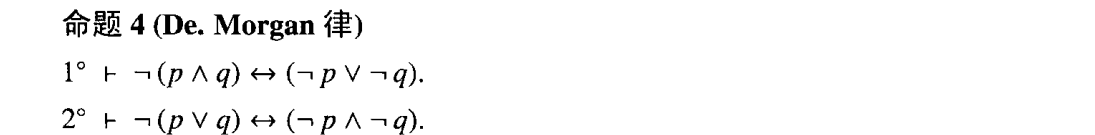 命题 4 (De. Morgan 律)
1° ⊢ ¬(p ∧ q) ↔ (¬p ∨ ¬q).
2° ⊢ ¬(p ∨ q) ↔ (¬p ∧ ¬q).